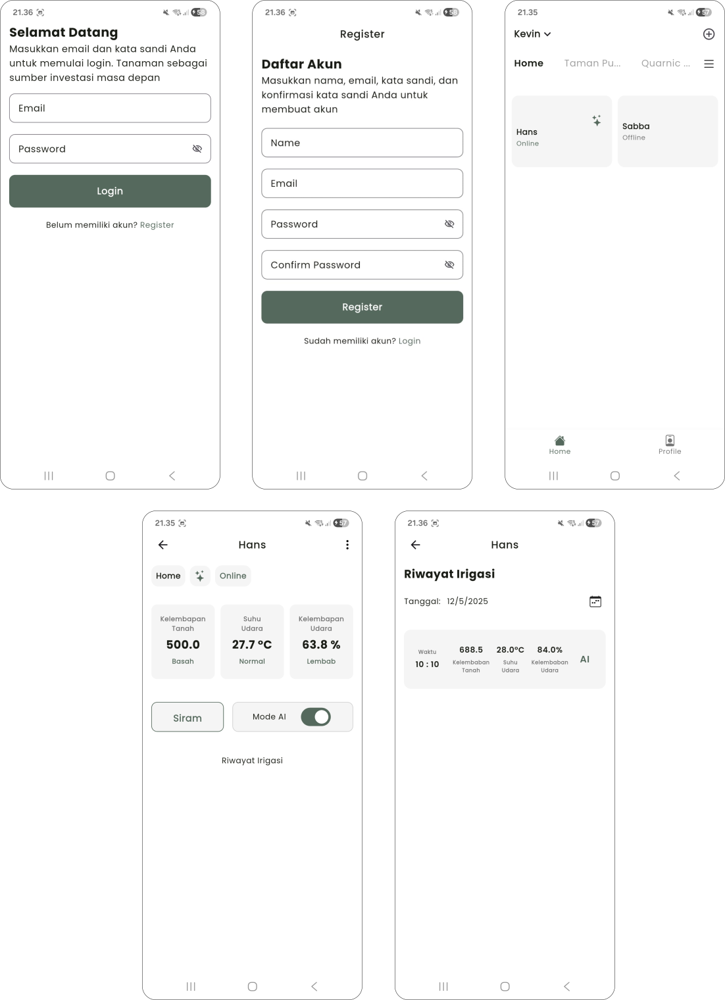 21.36
58
Selamat Datang
Masukkan email dan kata sandi Anda
untuk memulai login. Tanaman sebagai
sumber investasi masa depan
Email
Password
Login
Belum memiliki akun? Register
21.36
58
Register
Daftar Akun
Masukkan nama, email, kata sandi, dan
konfirmasi kata sandi Anda untuk
membuat akun
Name
Email
Password
Confirm Password
Register
Sudah memiliki akun? Login
21.35
57
Kevin
Home Taman Pu... Quarnic ...
Hans
Online
Sabba
Offline
Home
Profile
21.35
57
Hans
Home
Online
Kelembapan
Tanah
500.0
Basah
Suhu
Udara
27.7 °C
Normal
Kelembapan
Udara
63.8 %
Lembab
Siram
Mode AI
Riwayat Irigasi
21.36
57
Hans
Riwayat Irigasi
Tanggal: 12/5/2025
Waktu
10 : 10
688.5
Kelembaban
Tanah
28.0°C
Suhu
Udara
84.0%
Kelembaban
Udara
AI